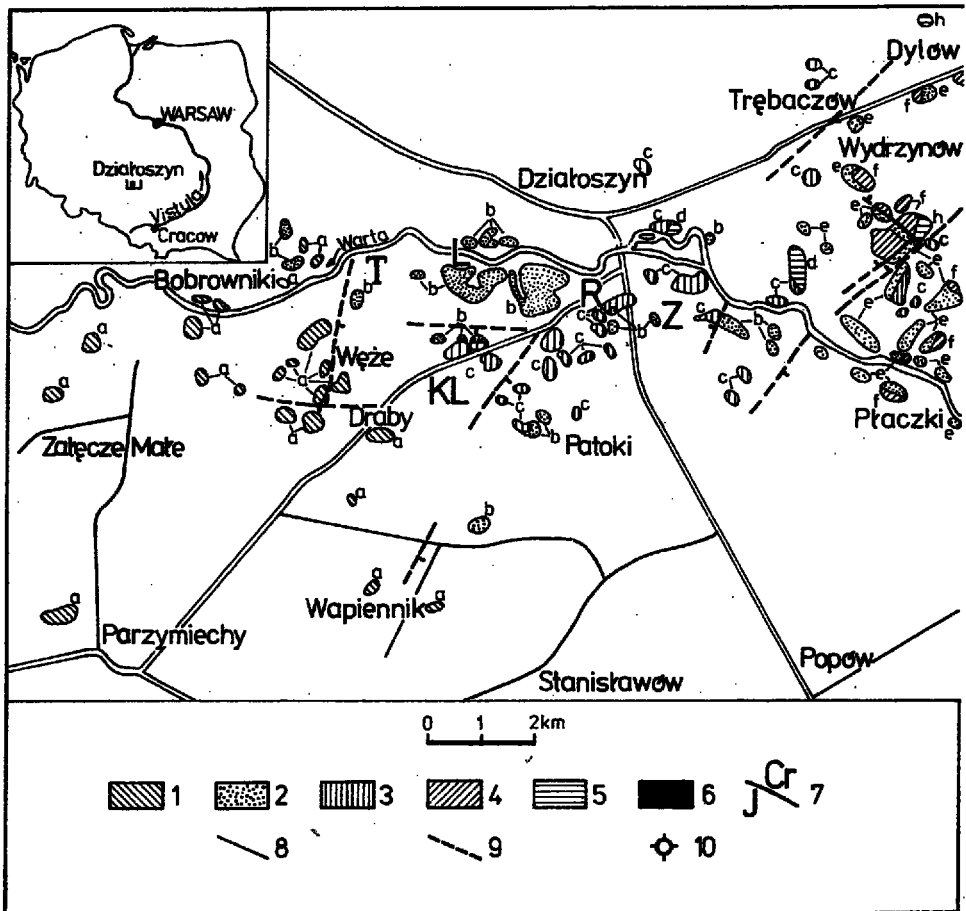 WARSAW
Działoszyn
Vistula
Cracow
h
Dylów
c
Trębaczów
f
e
e
Wydrzynów
Działoszyn
c
c
e
f
b
a
Warta
b
c
d
b
e
f
h
Bobrowniki
a
T
b
L
b
R
Z
d
c
e
a
a
b
c
b
c
b
f
Węże
a
KL
c
c
e
Draby
a
c
b
Patoki
c
Płaczki
f
e
Załęcze Małe
a
b
a
Wapiennik
a
a
Parzymiechy
Popów
Stanisławów
0 1 2km
1 2 3 4 5 6 J Cr 7
8 9 10